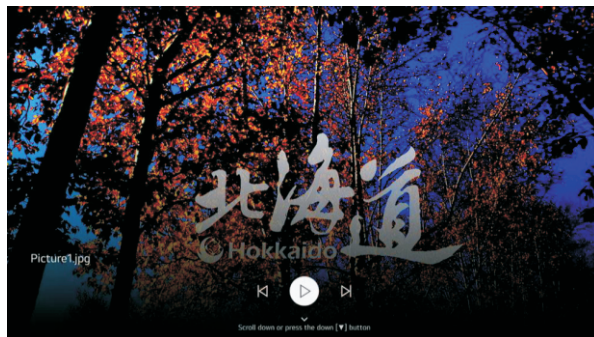 北海道
Hokkaido
Picture1.jpg
Scroll down or press the down [▼] button